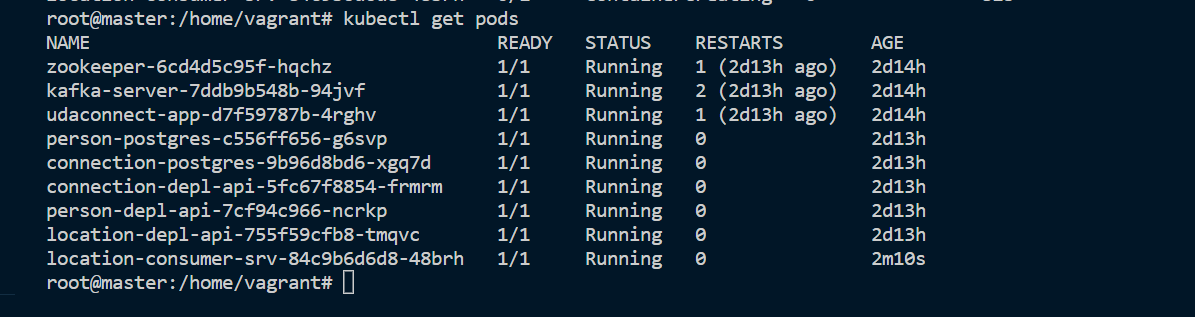 root@master:/home/vagrant# kubectl get pods
NAME READY STATUS RESTARTS AGE
zookeeper-6cd4d5c95f-hqchz 1/1 Running 1 (2d13h ago) 2d14h
kafka-server-7ddb9b548b-94jvf 1/1 Running 2 (2d13h ago) 2d14h
udaconnect-app-d7f59787b-4rghv 1/1 Running 1 (2d13h ago) 2d14h
person-postgres-c556ff656-g6svp 1/1 Running 0 2d13h
connection-postgres-9b96d8bd6-xgq7d 1/1 Running 0 2d13h
connection-depl-api-5fc67f8854-frmrm 1/1 Running 0 2d13h
person-depl-api-7cf94c966-ncrkp 1/1 Running 0 2d13h
location-depl-api-755f59cfb8-tmqvc 1/1 Running 0 2d13h
location-consumer-srv-84c9b6d6d8-48brh 1/1 Running 0 2m10s
root@master:/home/vagrant#